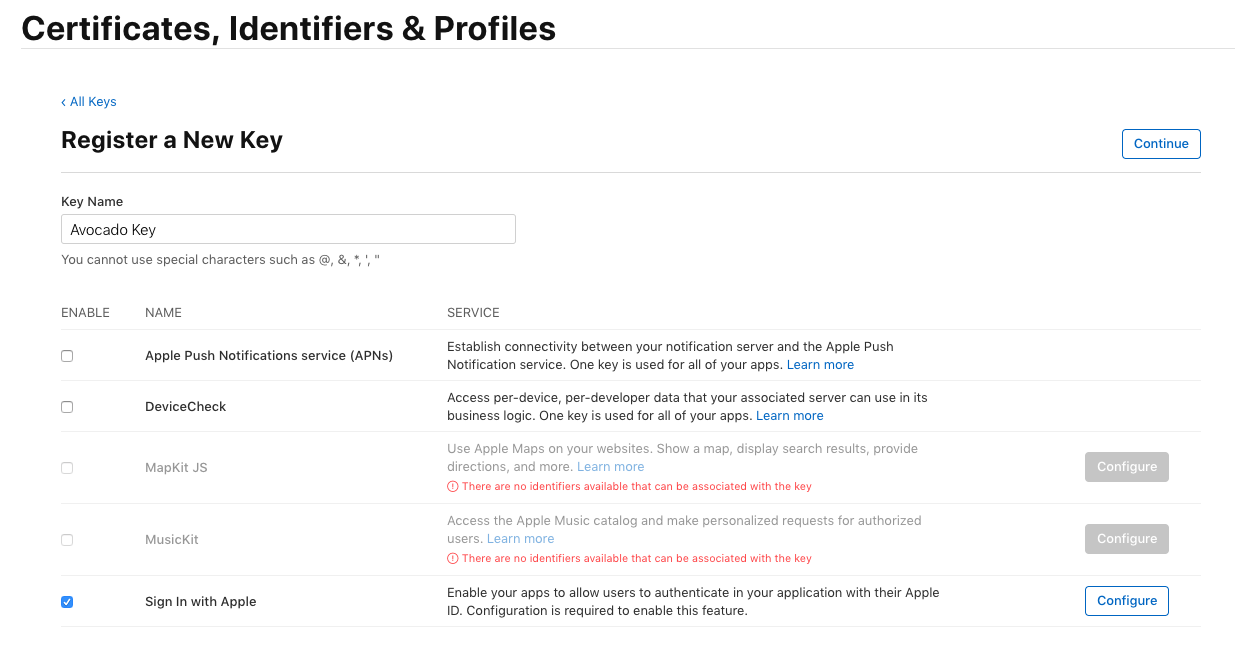 Certificates, Identifiers & Profiles
‹ All Keys
Register a New Key
Continue
Key Name
Avocado Key
You cannot use special characters such as @, &, *, ', "
ENABLE NAME SERVICE
Apple Push Notifications service (APNs)
Establish connectivity between your notification server and the Apple Push
Notification service. One key is used for all of your apps. Learn more
DeviceCheck
Access per-device, per-developer data that your associated server can use in its
business logic. One key is used for all of your apps. Learn more
MapKit JS
Use Apple Maps on your websites. Show a map, display search results, provide
directions, and more. Learn more
There are no identifiers available that can be associated with the key
Configure
MusicKit
Access the Apple Music catalog and make personalized requests for authorized
users. Learn more
There are no identifiers available that can be associated with the key
Configure
Sign In with Apple
Enable your apps to allow users to authenticate in your application with their Apple
ID. Configuration is required to enable this feature.
Configure